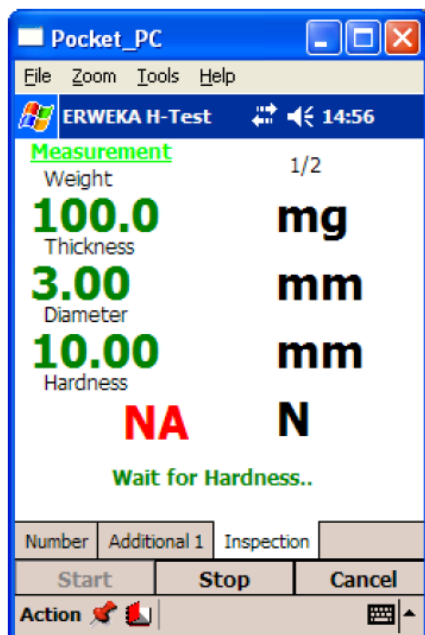 Pocket_PC
File Zoom Tools Help
ERWEKA H-Test 14:56
Measurement 1/2
Weight
100.0 mg
Thickness
3.00 mm
Diameter
10.00 mm
Hardness
NA N
Wait for Hardness..
Number Additional 1 Inspection
Start Stop Cancel
Action